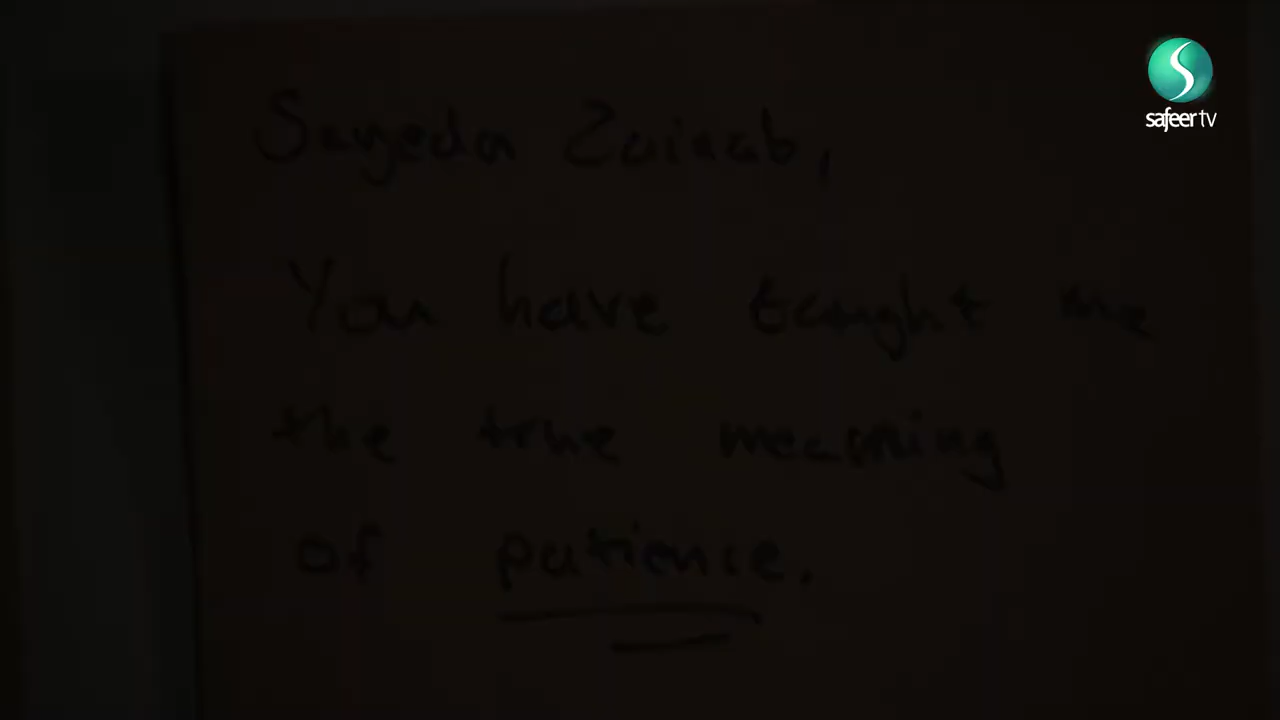 safeer tv
Sayeda Zainab,
You have taught me
the true meaning
of patience.